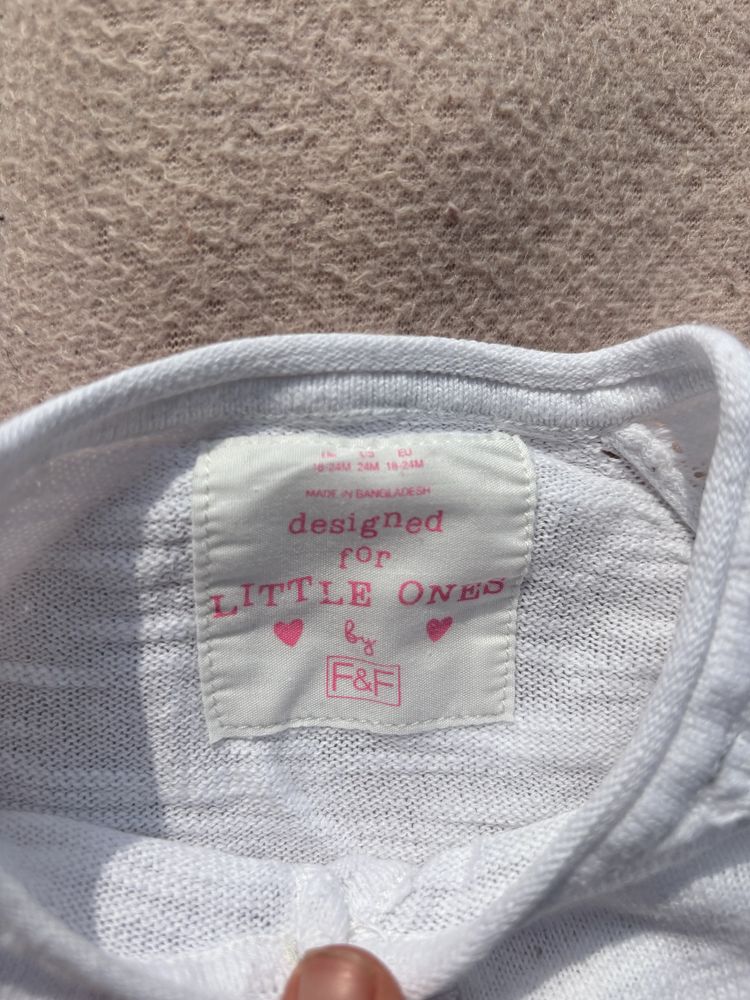 UK US EU
18-24M 24M 18-24M
MADE IN BANGLADESH
designed
for
LITTLE ONES
by
F&F